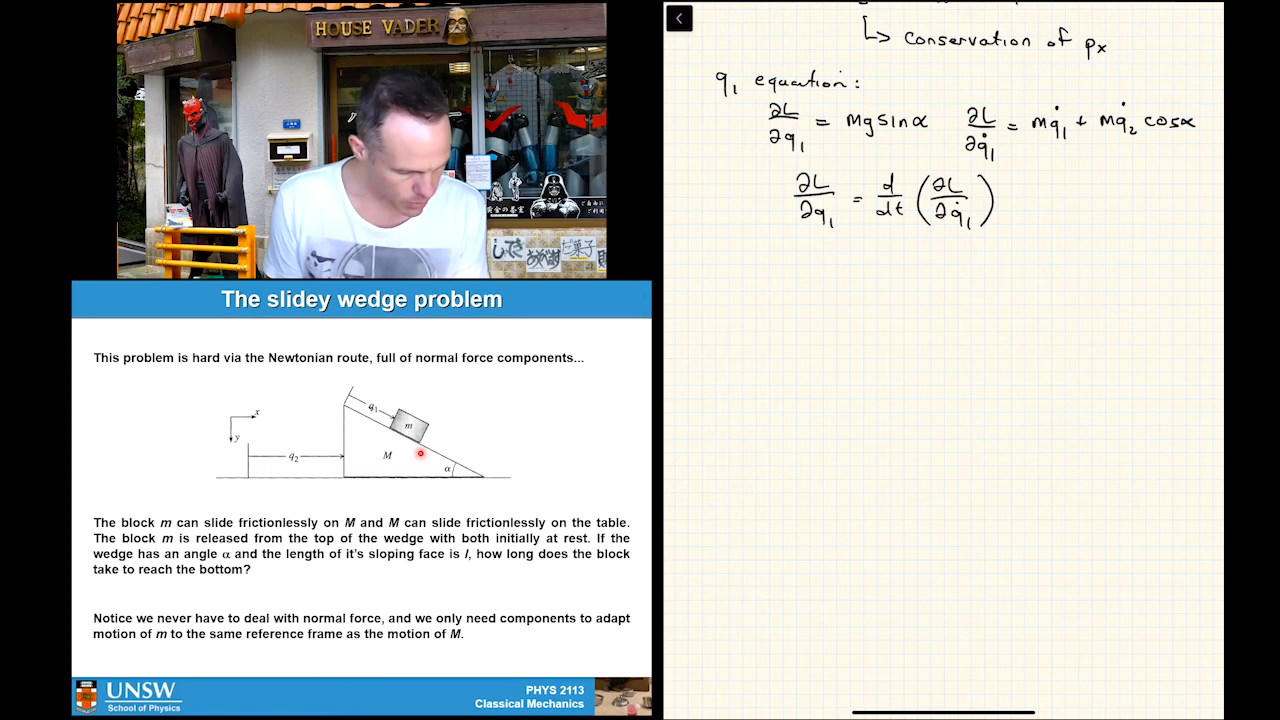 HOUSE VADER
The slidey wedge problem
This problem is hard via the Newtonian route, full of normal force components...
x
y
q₁
m
q₂
M
α
The block m can slide frictionlessly on M and M can slide frictionlessly on the table.
The block m is released from the top of the wedge with both initially at rest. If the
wedge has an angle α and the length of it's sloping face is l, how long does the block
take to reach the bottom?
Notice we never have to deal with normal force, and we only need components to adapt
motion of m to the same reference frame as the motion of M.
UNSW
School of Physics
PHYS 2113
Classical Mechanics
↳ conservation of pₓ
q₁ equation:
∂L/∂q₁ = mg sinα ∂L/∂q̇₁ = mq̇₁ + mq̇₂ cosα
∂L/∂q₁ = d/dt (∂L/∂q̇₁)